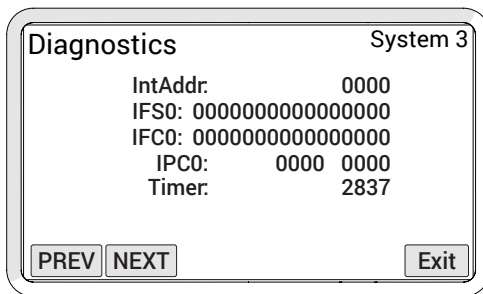 Diagnostics System 3
IntAddr: 0000
IFS0: 0000000000000000
IFC0: 0000000000000000
IPC0: 0000 0000
Timer: 2837
PREV NEXT Exit